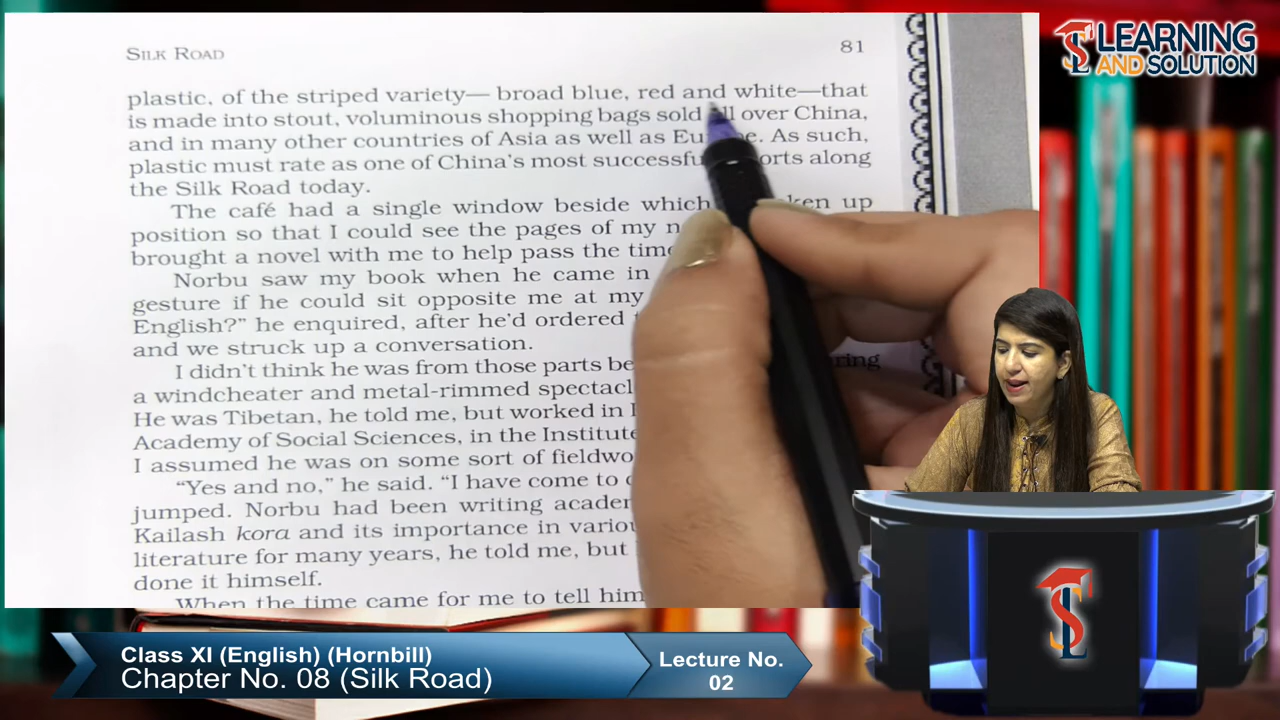 SILK ROAD 81
plastic, of the striped variety— broad blue, red and white—that
is made into stout, voluminous shopping bags sold all over China,
and in many other countries of Asia as well as Europe. As such,
plastic must rate as one of China's most successful exports along
the Silk Road today.
The café had a single window beside which ken up
position so that I could see the pages of my n
brought a novel with me to help pass the time
Norbu saw my book when he came in
gesture if he could sit opposite me at my
English?" he enquired, after he'd ordered
and we struck up a conversation.
I didn't think he was from those parts be ring
a windcheater and metal-rimmed spectacl
He was Tibetan, he told me, but worked in
Academy of Social Sciences, in the Institute
I assumed he was on some sort of fieldwo
"Yes and no," he said. "I have come to
jumped. Norbu had been writing academ
Kailash kora and its importance in variou
literature for many years, he told me, but
done it himself.
When the time came for me to tell him
LEARNING
AND SOLUTION
Class XI (English) (Hornbill)
Chapter No. 08 (Silk Road)
Lecture No.
02